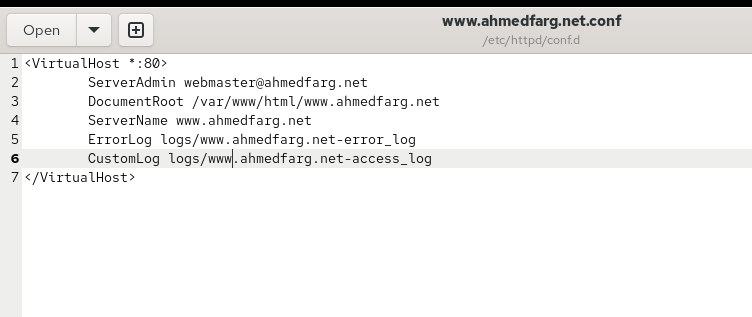 Open
www.ahmedfarg.net.conf
/etc/httpd/conf.d
1 <VirtualHost *:80>
2 ServerAdmin webmaster@ahmedfarg.net
3 DocumentRoot /var/www/html/www.ahmedfarg.net
4 ServerName www.ahmedfarg.net
5 ErrorLog logs/www.ahmedfarg.net-error_log
6 CustomLog logs/www.ahmedfarg.net-access_log
7 </VirtualHost>